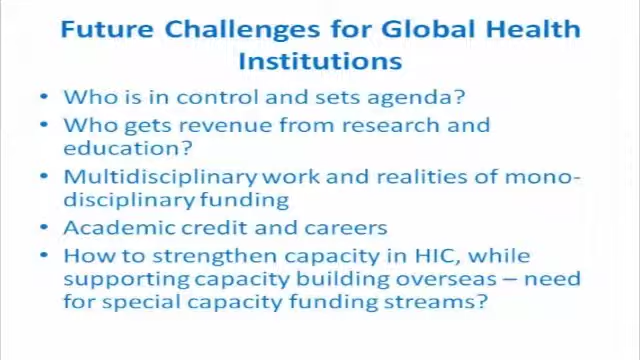 Future Challenges for Global Health
Institutions
• Who is in control and sets agenda?
• Who gets revenue from research and
education?
• Multidisciplinary work and realities of mono-
disciplinary funding
• Academic credit and careers
• How to strengthen capacity in HIC, while
supporting capacity building overseas – need
for special capacity funding streams?